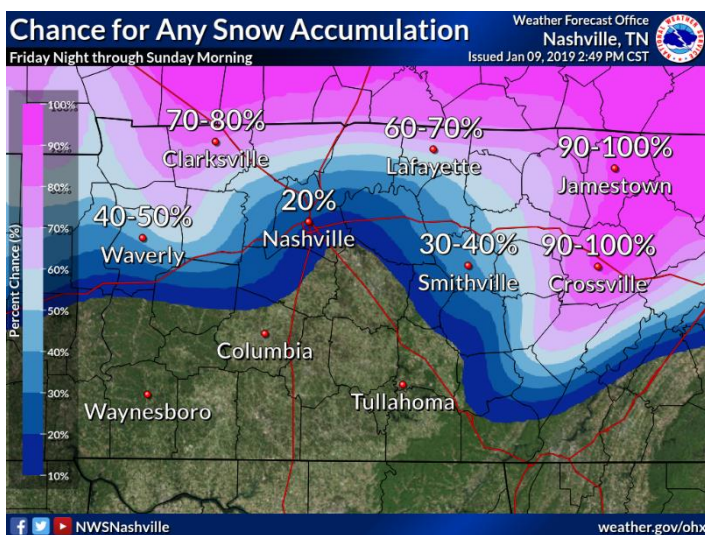 Chance for Any Snow Accumulation
Friday Night through Sunday Morning
Weather Forecast Office
Nashville, TN
Issued Jan 09, 2019 2:49 PM CST
NATIONAL WEATHER SERVICE
Percent Chance (%)
100%
90%
80%
70%
60%
50%
40%
30%
20%
10%
70-80%
Clarksville
60-70%
Lafayette
90-100%
Jamestown
40-50%
Waverly
20%
Nashville
30-40%
Smithville
90-100%
Crossville
Columbia
Waynesboro
Tullahoma
NWSNashville
weather.gov/ohx